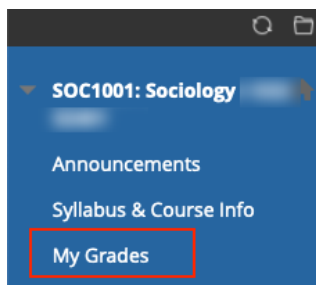 SOC1001: Sociology
Announcements
Syllabus & Course Info
My Grades